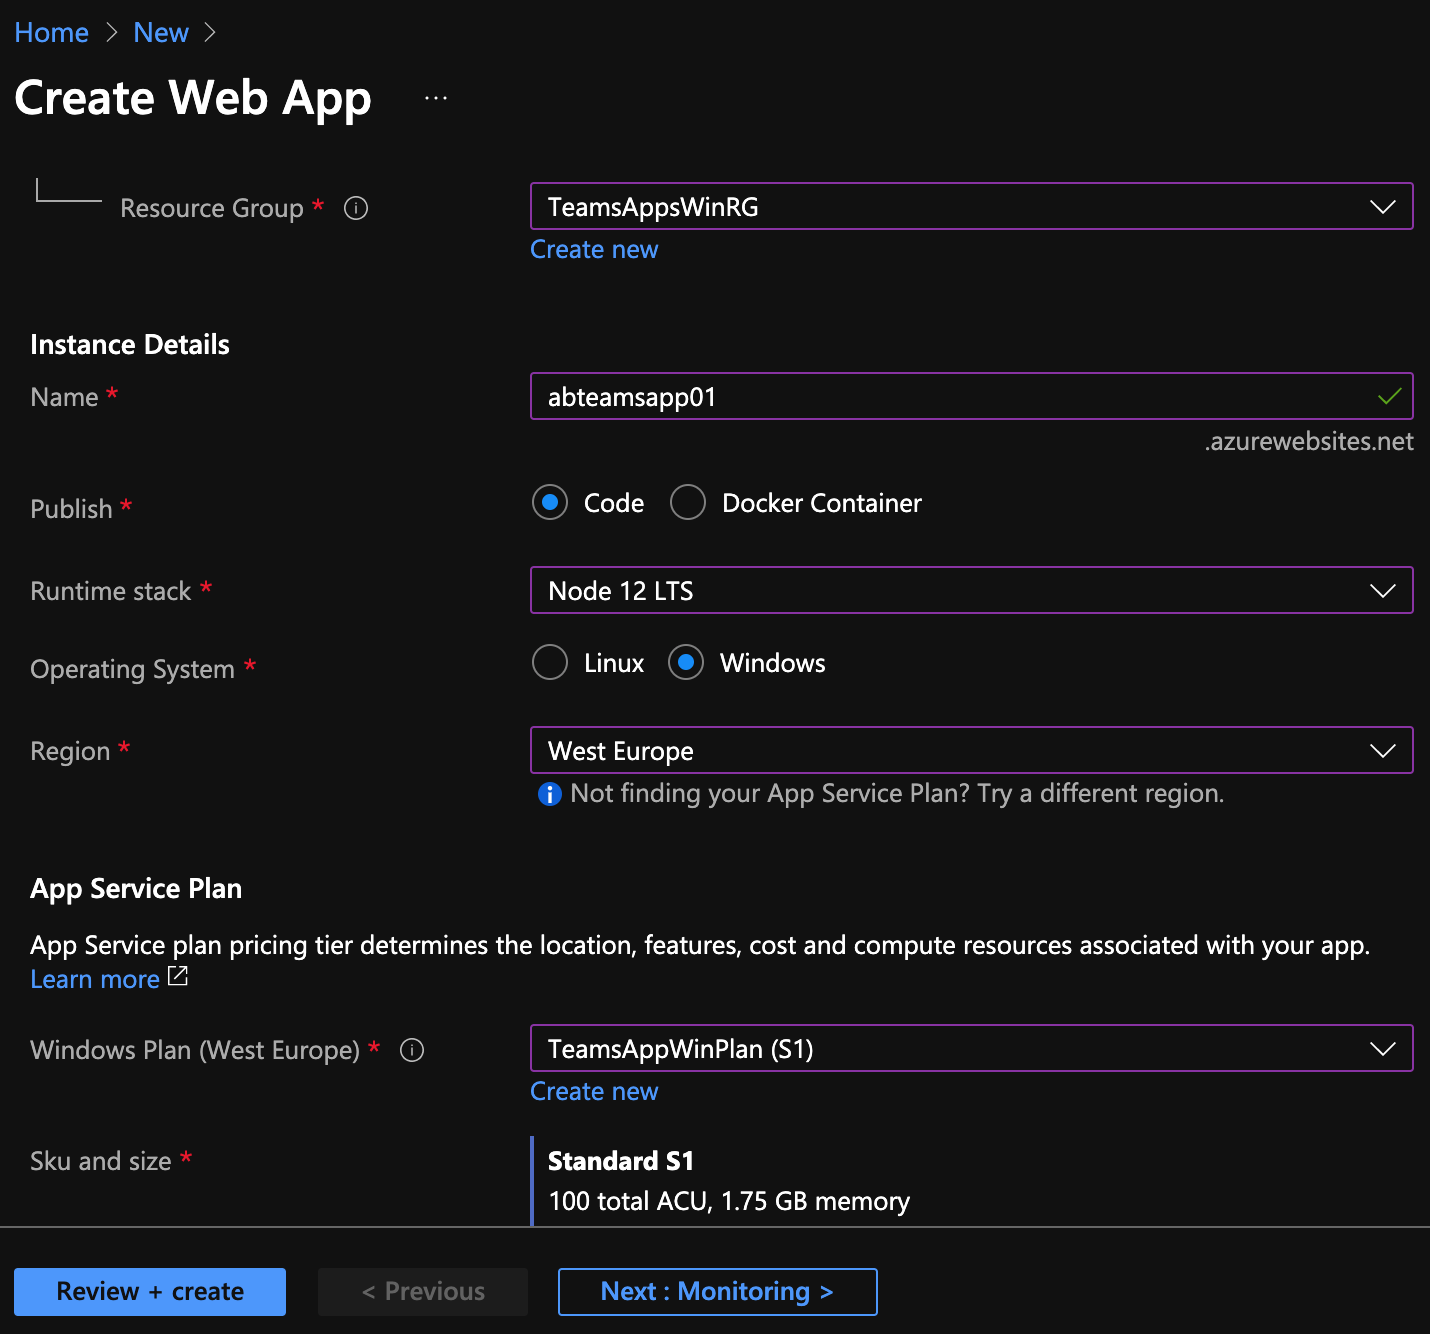 Home > New >
Create Web App ...
Resource Group *
TeamsAppsWinRG
Create new
Instance Details
Name *
abteamsapp01
.azurewebsites.net
Publish *
Code Docker Container
Runtime stack *
Node 12 LTS
Operating System *
Linux Windows
Region *
West Europe
Not finding your App Service Plan? Try a different region.
App Service Plan
App Service plan pricing tier determines the location, features, cost and compute resources associated with your app.
Learn more
Windows Plan (West Europe) *
TeamsAppWinPlan (S1)
Create new
Sku and size *
Standard S1
100 total ACU, 1.75 GB memory
Review + create < Previous Next : Monitoring >